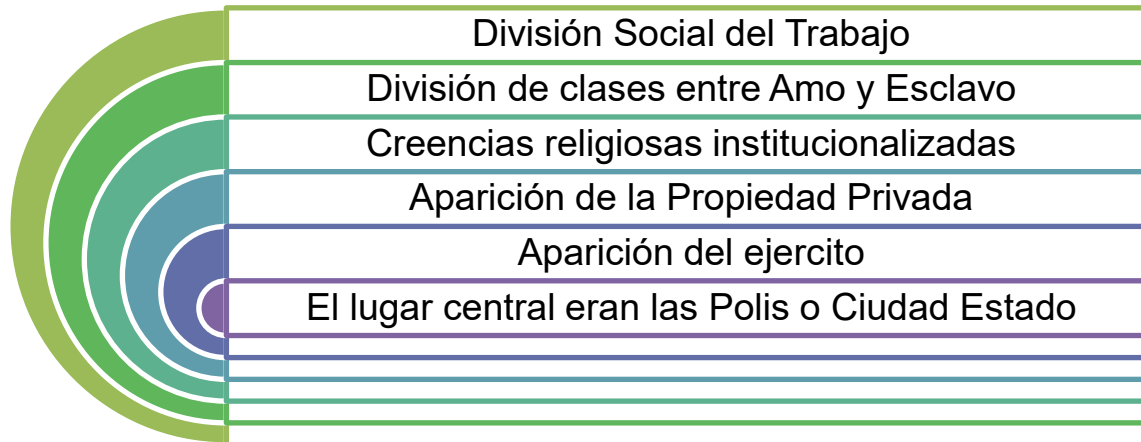 División Social del Trabajo
División de clases entre Amo y Esclavo
Creencias religiosas institucionalizadas
Aparición de la Propiedad Privada
Aparición del ejercito
El lugar central eran las Polis o Ciudad Estado